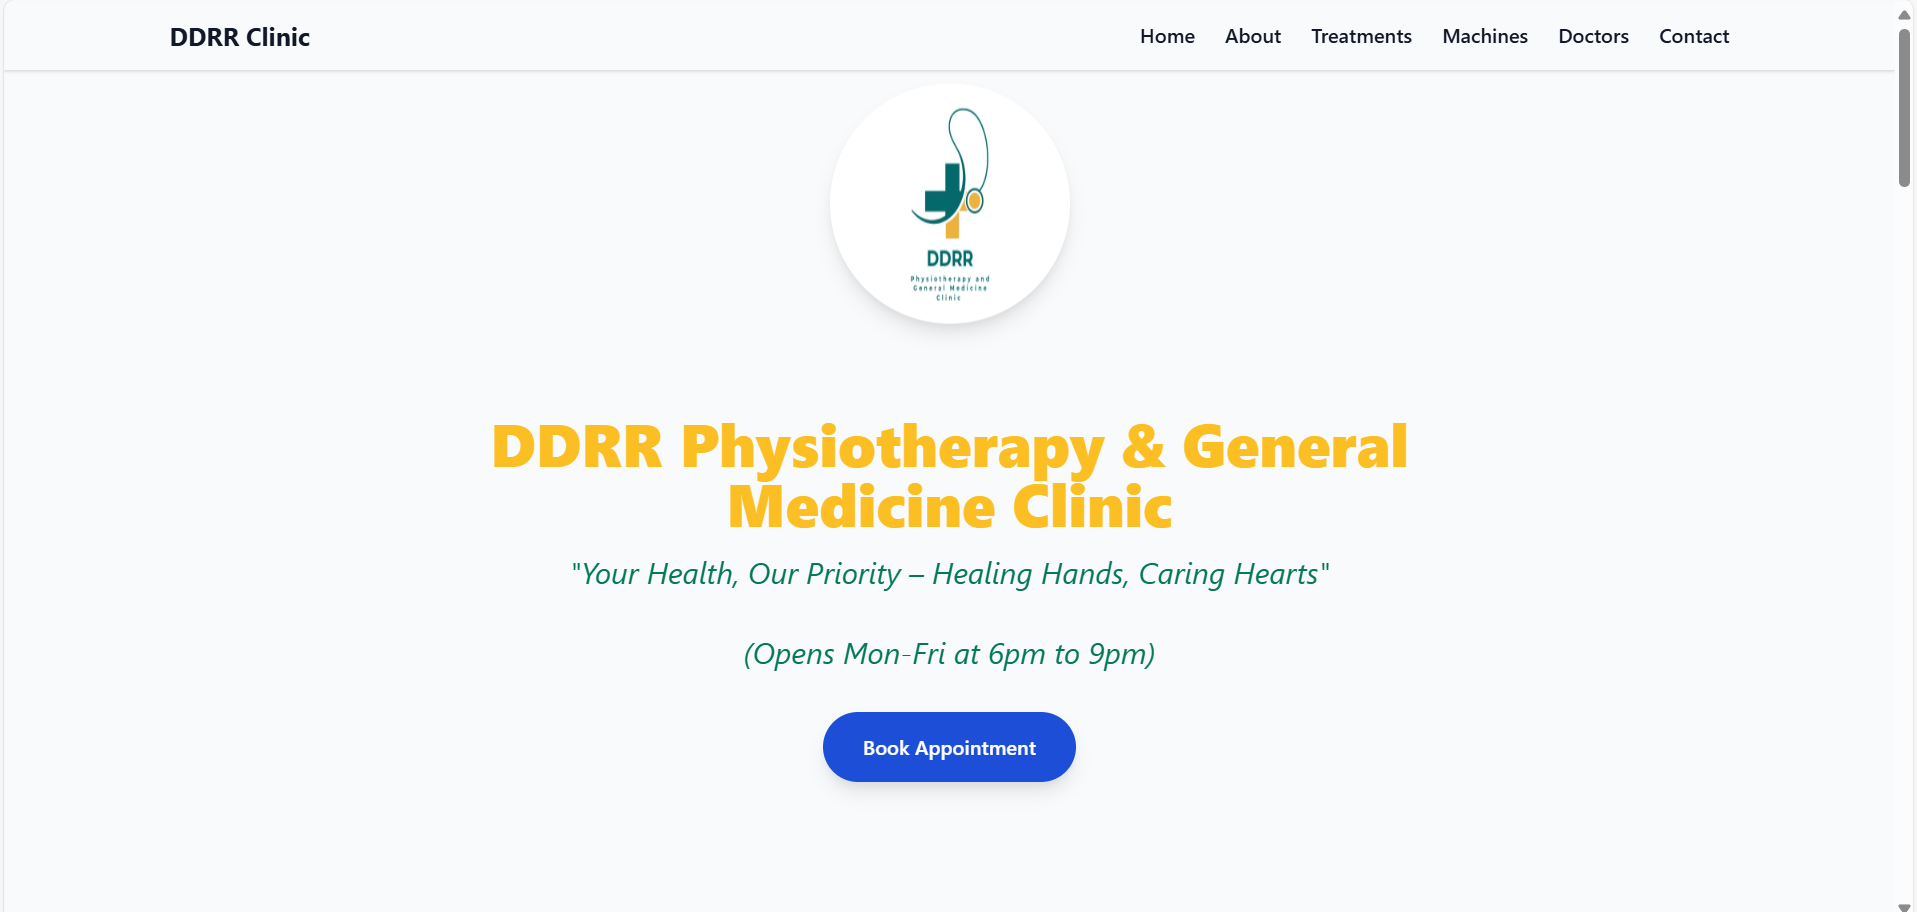 DDRR Clinic
Home About Treatments Machines Doctors Contact
DDRR
Physiotherapy and
General Medicine
Clinic
DDRR Physiotherapy & General
Medicine Clinic
"Your Health, Our Priority – Healing Hands, Caring Hearts"
(Opens Mon-Fri at 6pm to 9pm)
Book Appointment